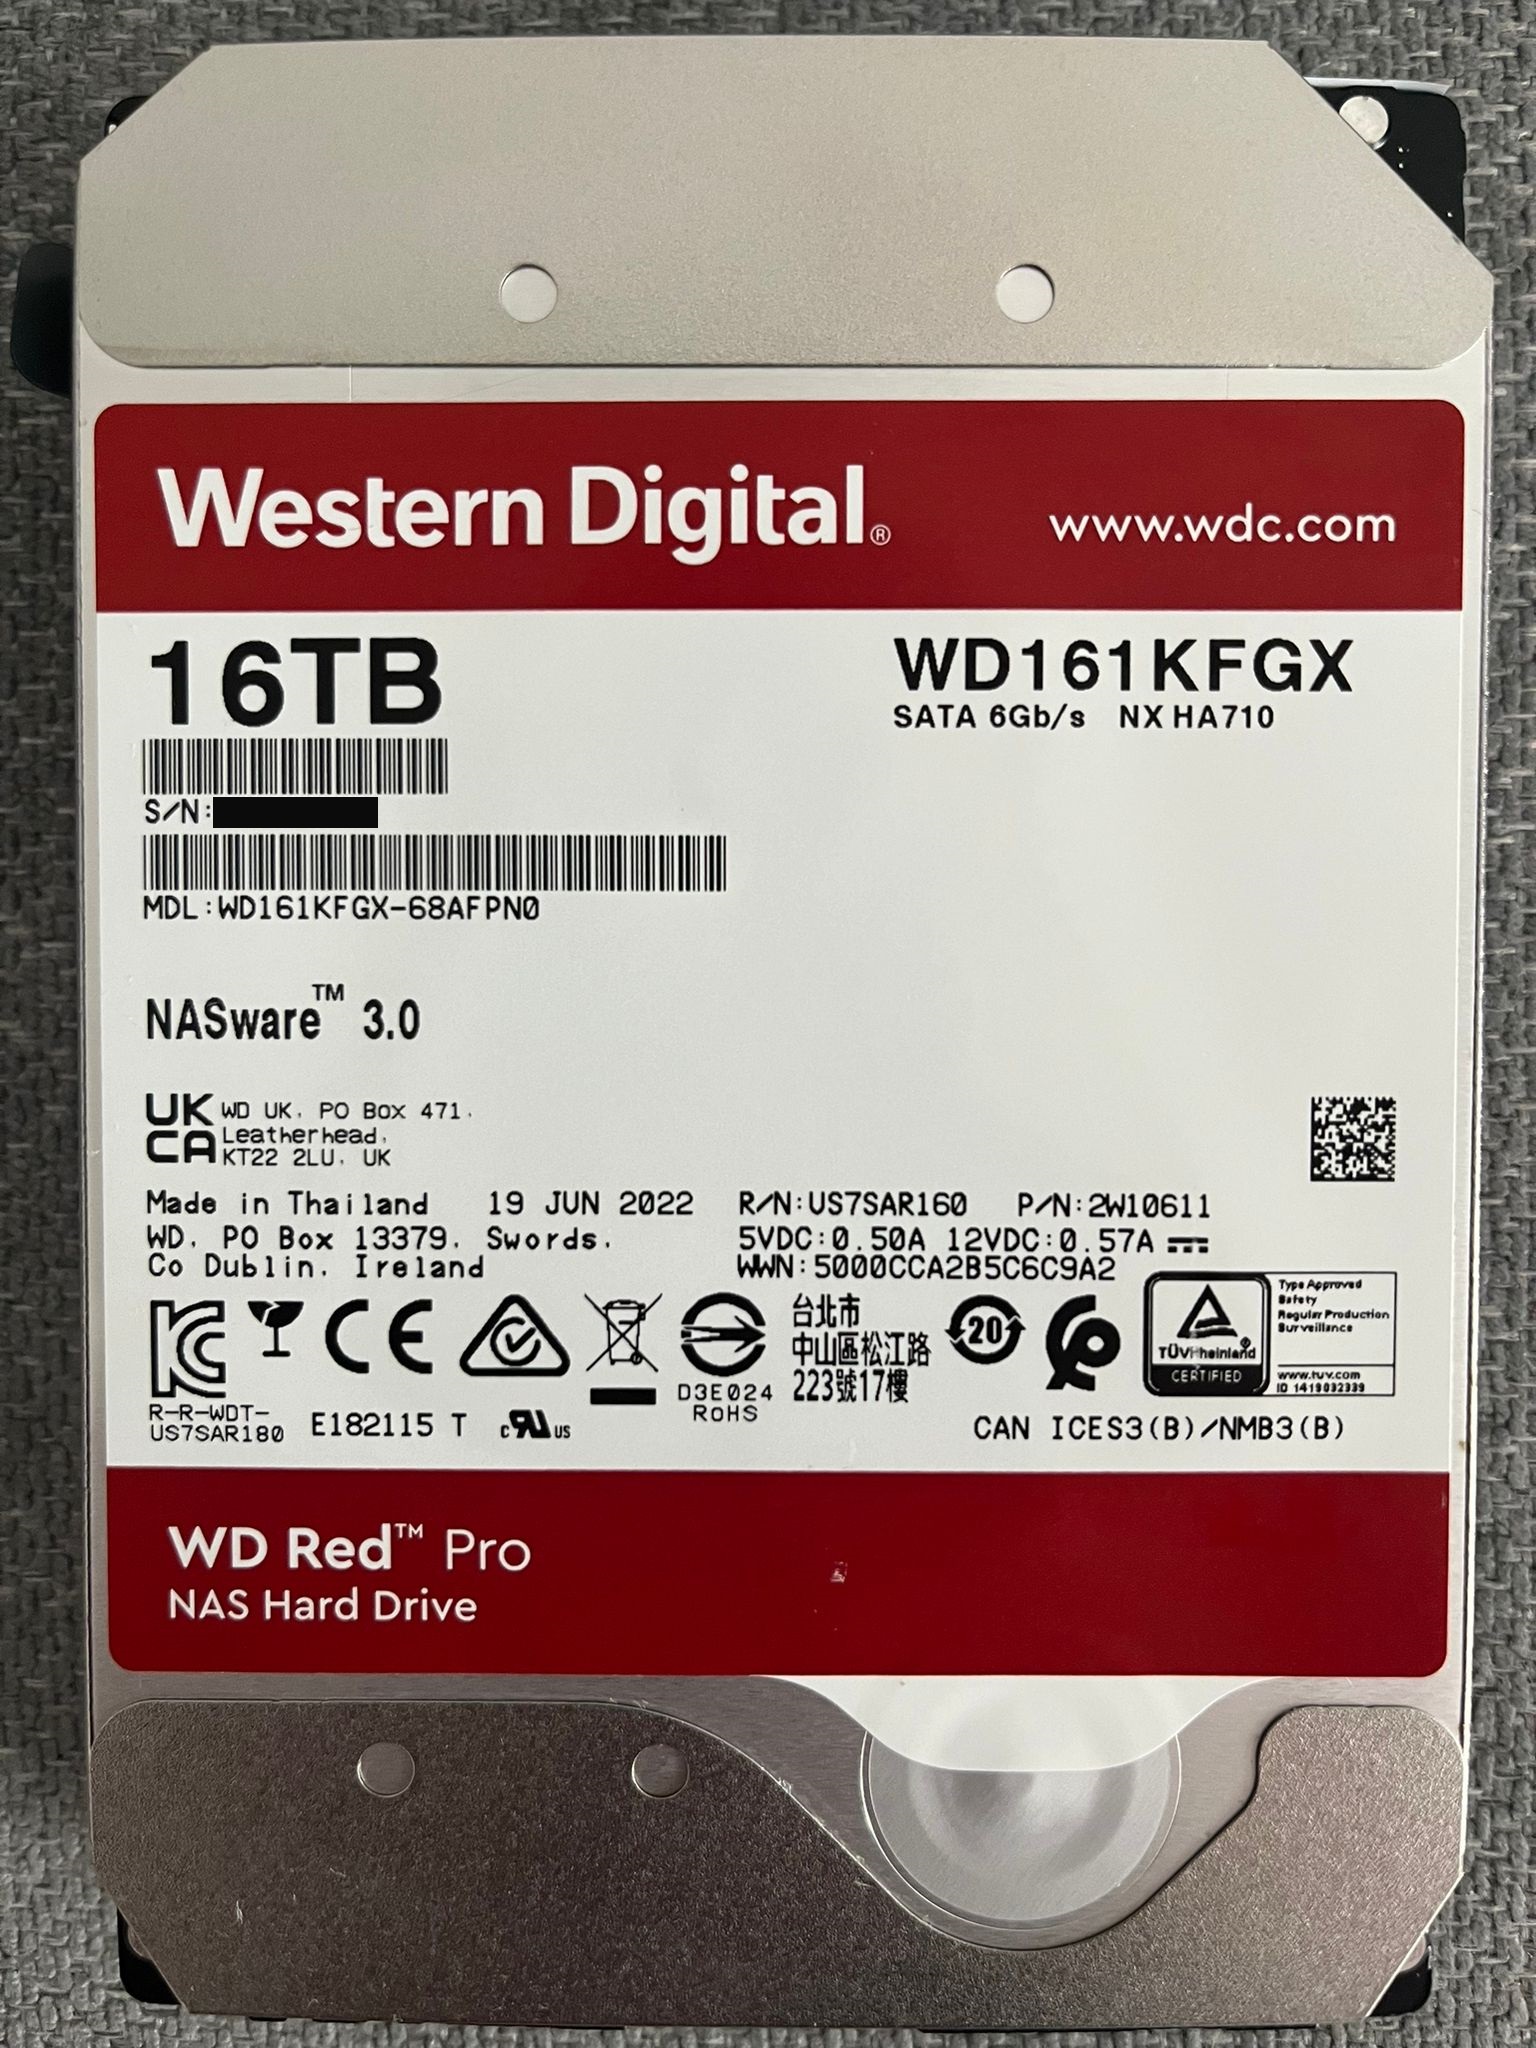 Western Digital®
www.wdc.com
16TB
WD161KFGX
SATA 6Gb/s NX HA710
S/N:
MDL:WD161KFGX-68AFPN0
NASware™ 3.0
UK CA
WD UK, PO Box 471,
Leatherhead,
KT22 2LU, UK
Made in Thailand 19 JUN 2022
WD, PO Box 13379, Swords,
Co Dublin, Ireland
R/N:US7SAR160 P/N:2W10611
5VDC:0.50A 12VDC:0.57A
WWN:5000CCA2B5C6C9A2
R-R-WDT-
US7SAR180
E182115 T
c RU US
D3E024
RoHS
台北市
中山區松江路
223號17樓
20
TÜVRheinland®
CERTIFIED
Type Approved
Safety
Regular Production
Surveillance
www.tuv.com
ID 1419032339
CAN ICES3(B)/NMB3(B)
WD Red™ Pro
NAS Hard Drive